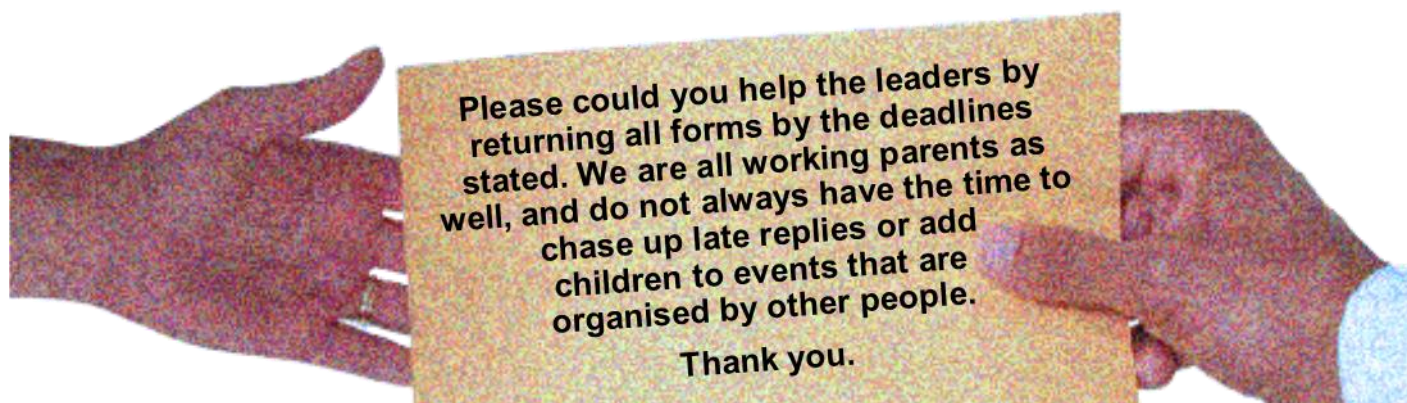 Please could you help the leaders by
returning all forms by the deadlines
stated. We are all working parents as
well, and do not always have the time to
chase up late replies or add
children to events that are
organised by other people.
Thank you.